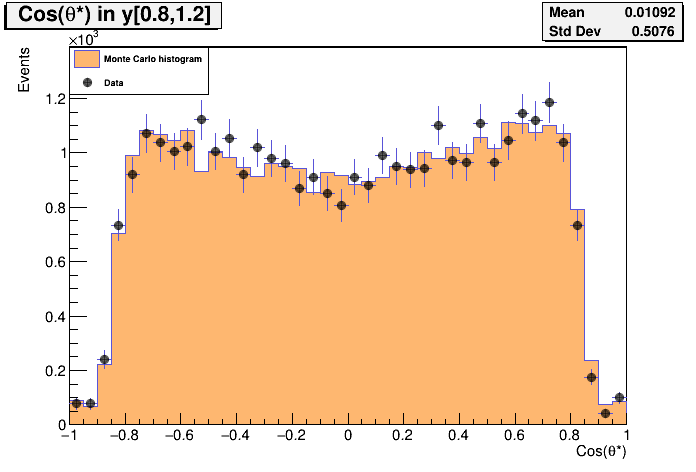 Cos(θ*) in y[0.8,1.2]
Mean 0.01092
Std Dev 0.5076
×10³
Events
Monte Carlo histogram
Data
1.2
1
0.8
0.6
0.4
0.2
0
−1 −0.8 −0.6 −0.4 −0.2 0 0.2 0.4 0.6 0.8 1
Cos(θ*)